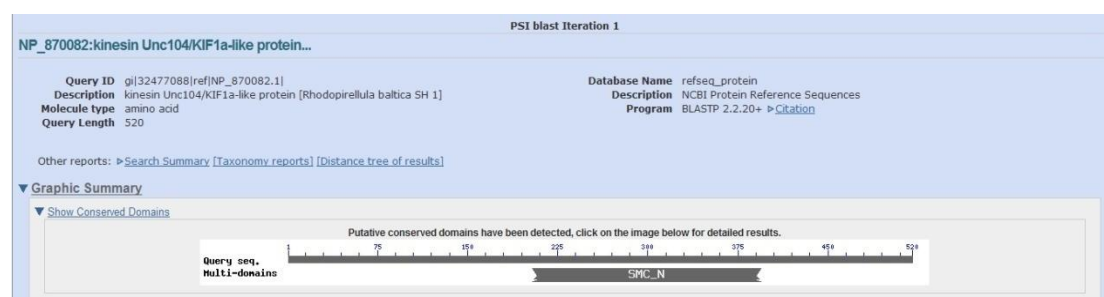 PSI blast Iteration 1
NP_870082:kinesin Unc104/KIF1a-like protein...
Query ID gi|32477088|ref|NP_870082.1|
Description kinesin Unc104/KIF1a-like protein [Rhodopirellula baltica SH 1]
Molecule type amino acid
Query Length 520
Database Name refseq_protein
Description NCBI Protein Reference Sequences
Program BLASTP 2.2.20+ Citation
Other reports: Search Summary [Taxonomy reports] [Distance tree of results]
Graphic Summary
Show Conserved Domains
Putative conserved domains have been detected, click on the image below for detailed results.
1 75 150 225 300 375 450 520
Query seq.
Multi-domains SMC_N